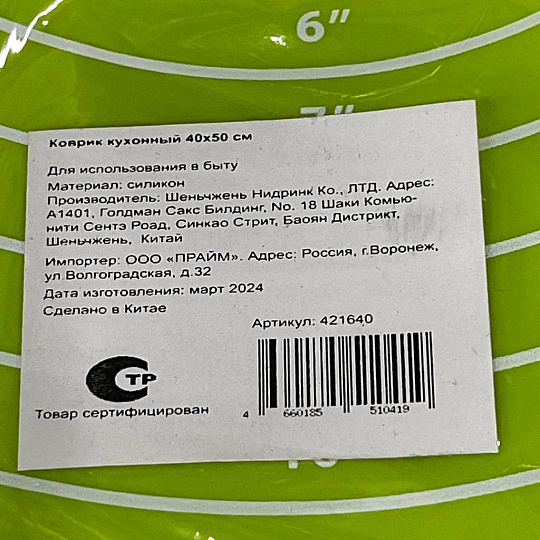 6"
7"
Коврик кухонный 40х50 см
Для использования в быту
Материал: силикон
Производитель: Шеньчжень Нидринк Ко., ЛТД. Адрес:
А1401, Голдман Сакс Билдинг, No. 18 Шаки Комью-
нити Сентэ Роад, Синкао Стрит, Баоян Дистрикт,
Шеньчжень, Китай
Импортер: ООО «ПРАЙМ». Адрес: Россия, г.Воронеж,
ул.Волгоградская, д.32
Дата изготовления: март 2024
Сделано в Китае
Артикул: 421640
СТР
Товар сертифицирован
4 660185 510419